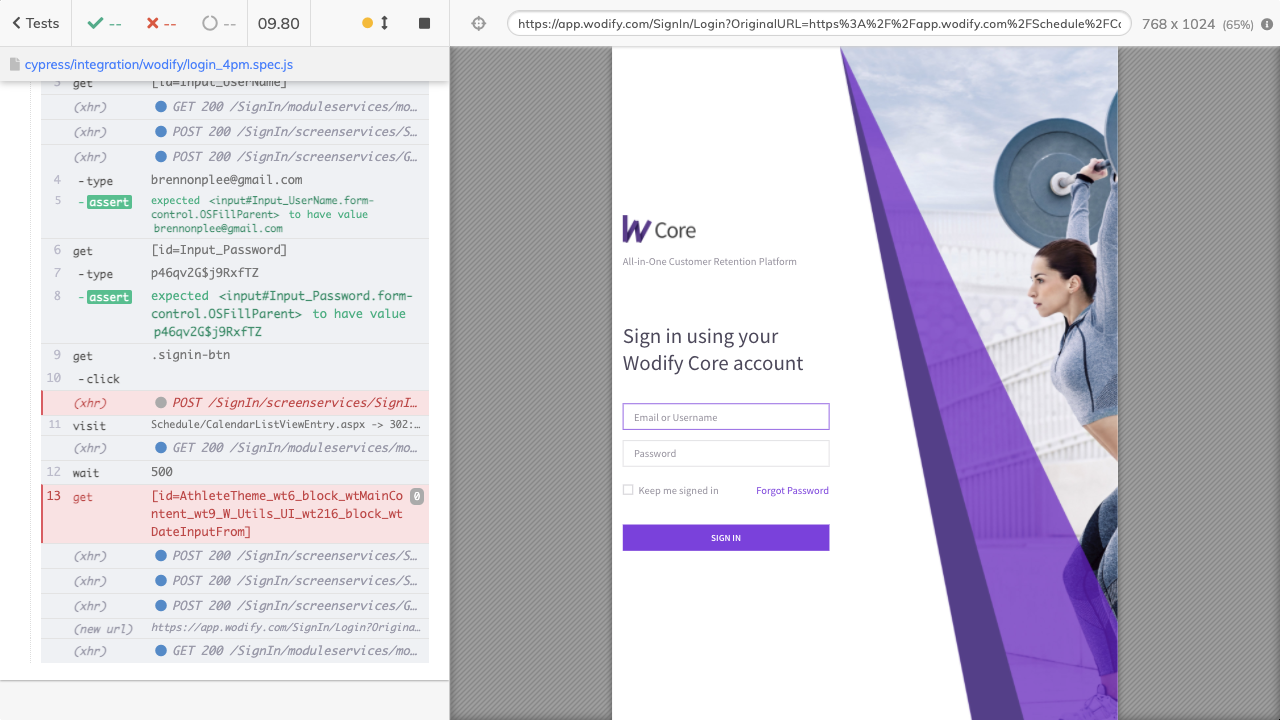 Tests
--
--
--
09.80
https://app.wodify.com/SignIn/Login?OriginalURL=https%3A%2F%2Fapp.wodify.com%2FSchedule%2FCa
768 x 1024 (65%)
cypress/integration/wodify/login_4pm.spec.js
3 get [id=Input_UserName]
(xhr) GET 200 /SignIn/moduleservices/mo…
(xhr) POST 200 /SignIn/screenservices/S…
(xhr) POST 200 /SignIn/screenservices/G…
4 -type brennonplee@gmail.com
5 -assert expected <input#Input_UserName.form-
control.OSFillParent> to have value
brennonplee@gmail.com
6 get [id=Input_Password]
7 -type p46qv2G$j9RxfTZ
8 -assert expected <input#Input_Password.form-
control.OSFillParent> to have value
p46qv2G$j9RxfTZ
9 get .signin-btn
10 -click
(xhr) POST /SignIn/screenservices/SignI…
11 visit Schedule/CalendarListViewEntry.aspx -> 302:…
(xhr) GET 200 /SignIn/moduleservices/mo…
12 wait 500
13 get [id=AthleteTheme_wt6_block_wtMainCo 0
ntent_wt9_W_Utils_UI_wt216_block_wt
DateInputFrom]
(xhr) POST 200 /SignIn/screenservices/S…
(xhr) POST 200 /SignIn/screenservices/S…
(xhr) POST 200 /SignIn/screenservices/G…
(new url) https://app.wodify.com/SignIn/Login?Origina…
(xhr) GET 200 /SignIn/moduleservices/mo…
W Core
All-in-One Customer Retention Platform
Sign in using your
Wodify Core account
Email or Username
Password
Keep me signed in Forgot Password
SIGN IN